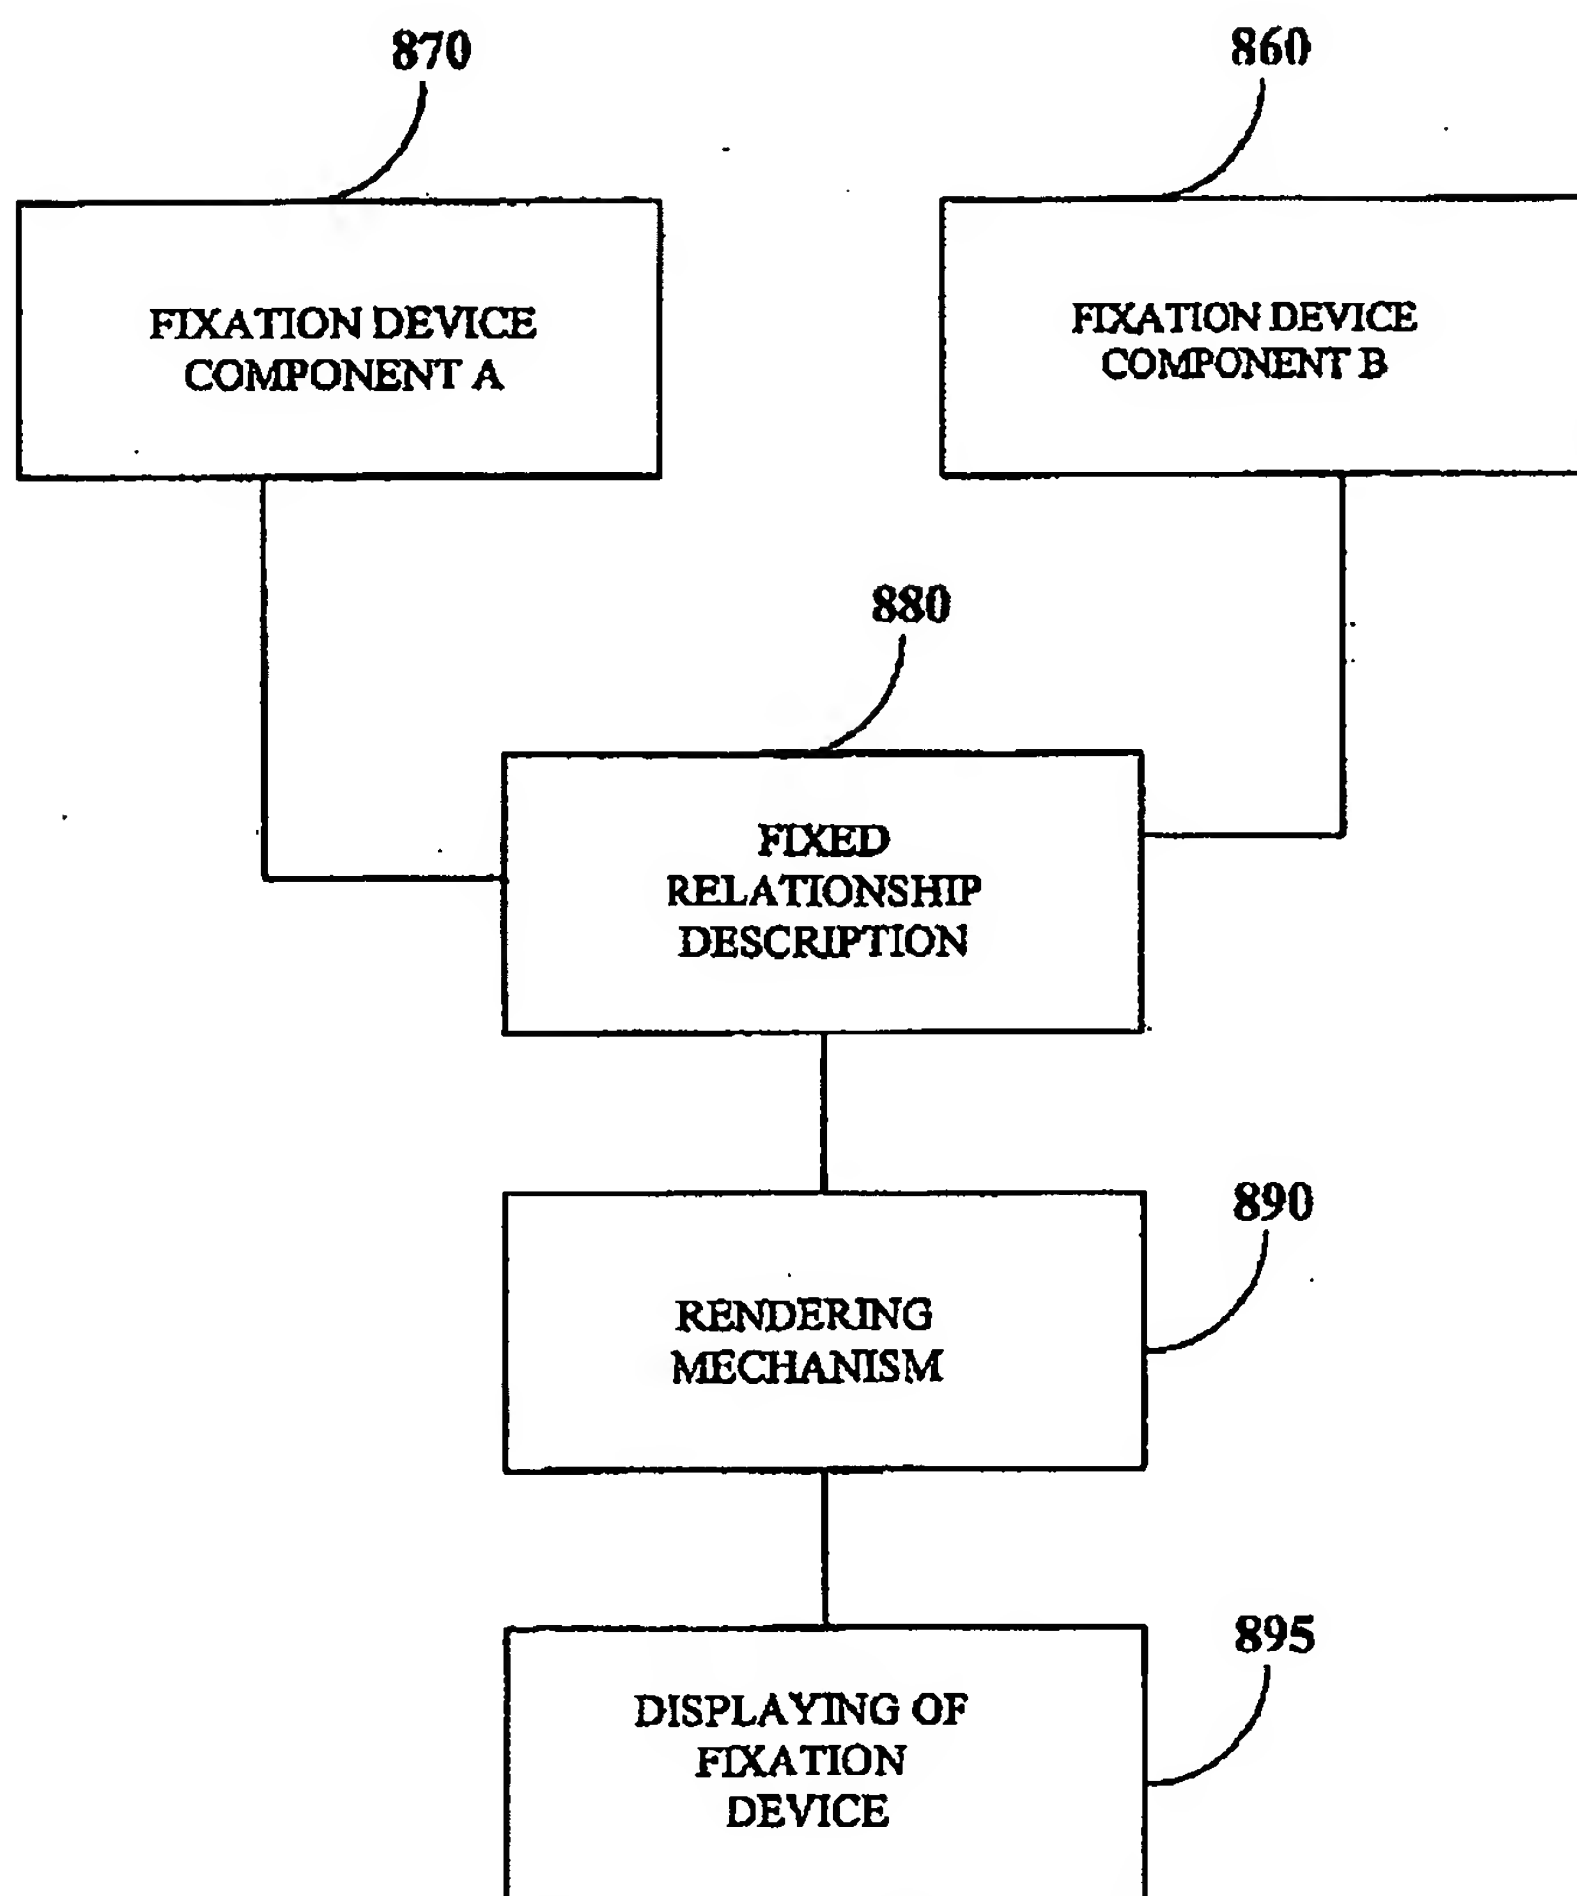 870
860
FIXATION DEVICE
COMPONENT A
FIXATION DEVICE
COMPONENT B
880
FIXED
RELATIONSHIP
DESCRIPTION
890
RENDERING
MECHANISM
895
DISPLAYING OF
FIXATION
DEVICE